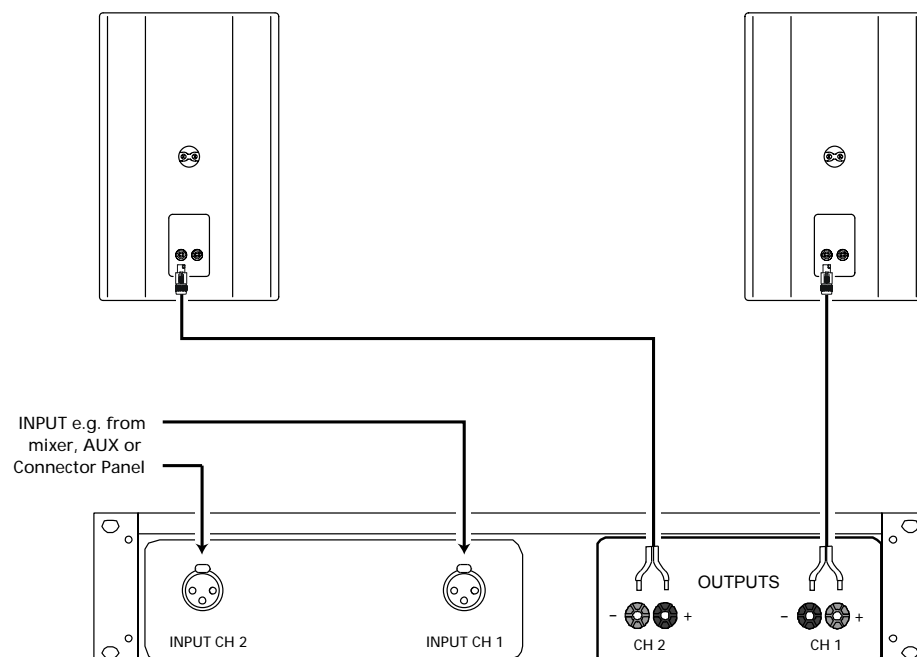 INPUT e.g. from
mixer, AUX or
Connector Panel
OUTPUTS
- +
- +
INPUT CH 2
INPUT CH 1
CH 2
CH 1